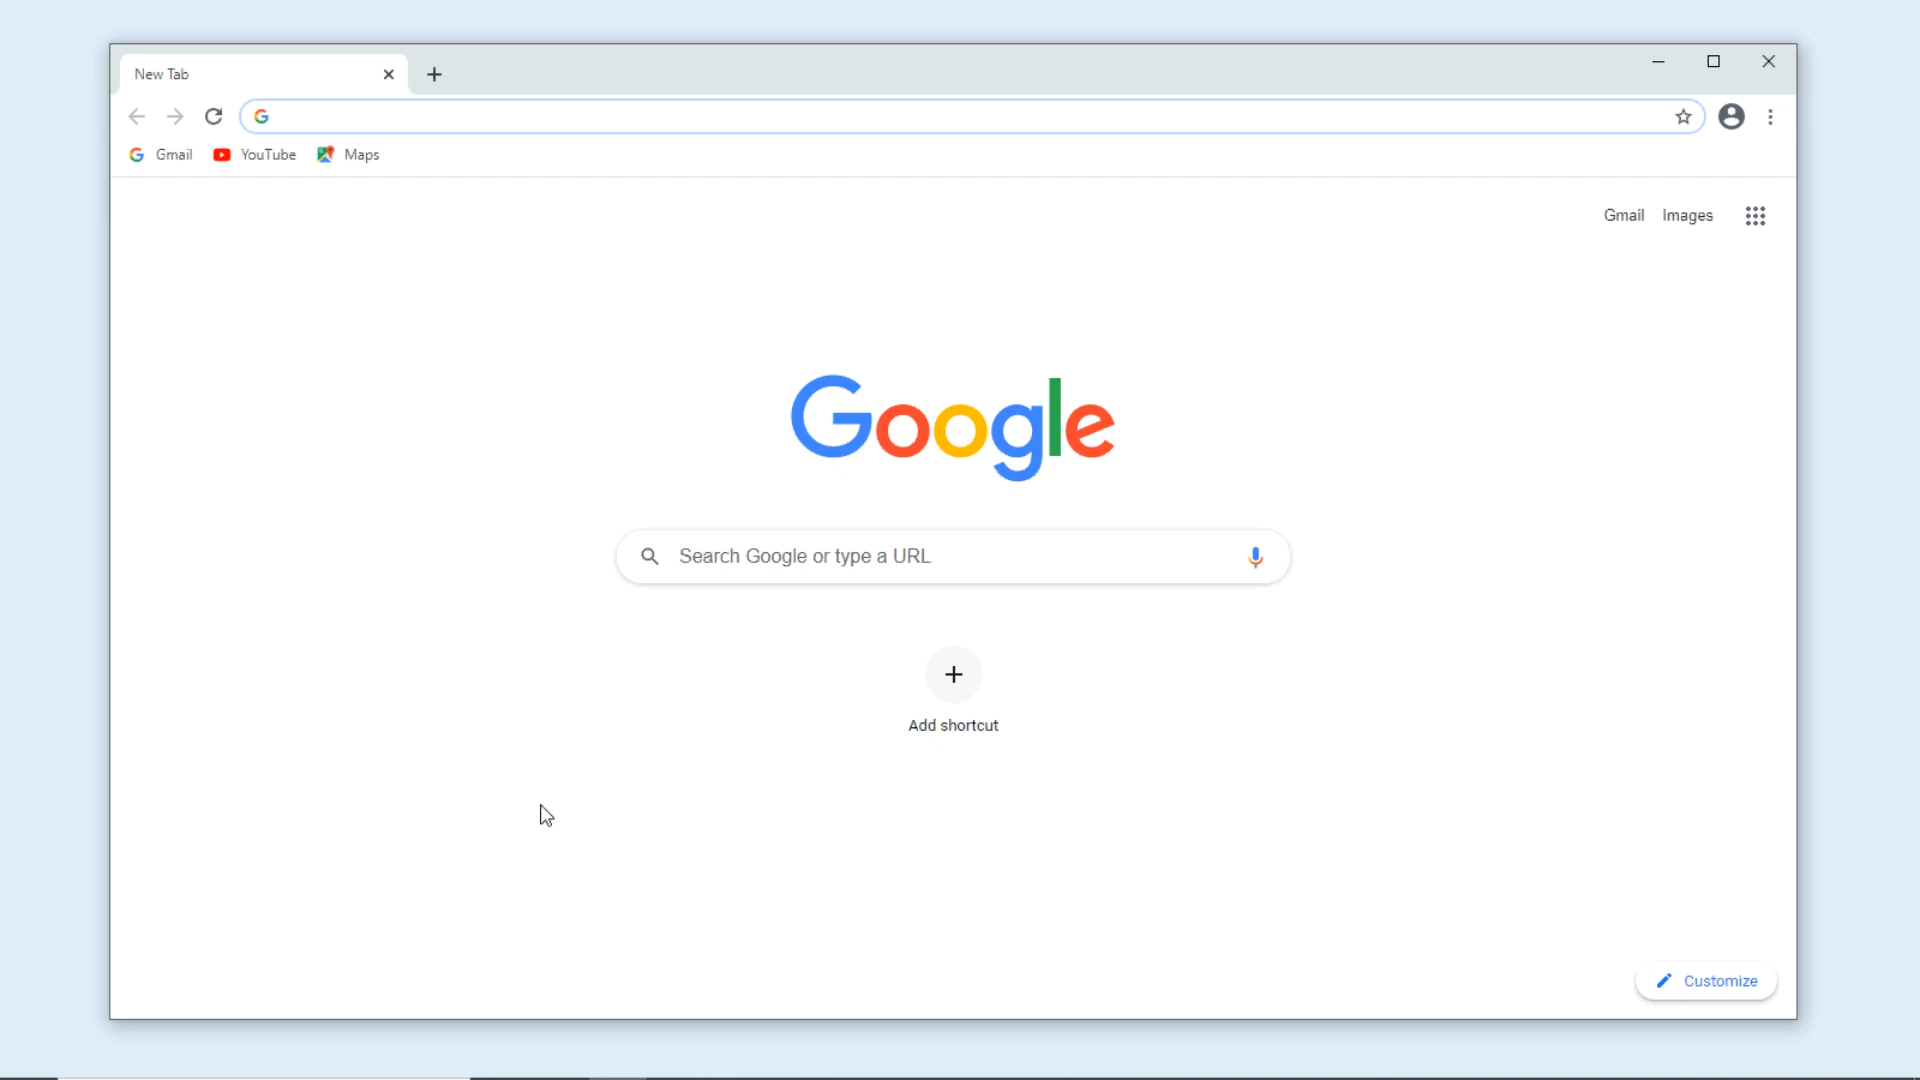 New Tab
Gmail YouTube Maps
Gmail Images
Google
Search Google or type a URL
Add shortcut
Customize